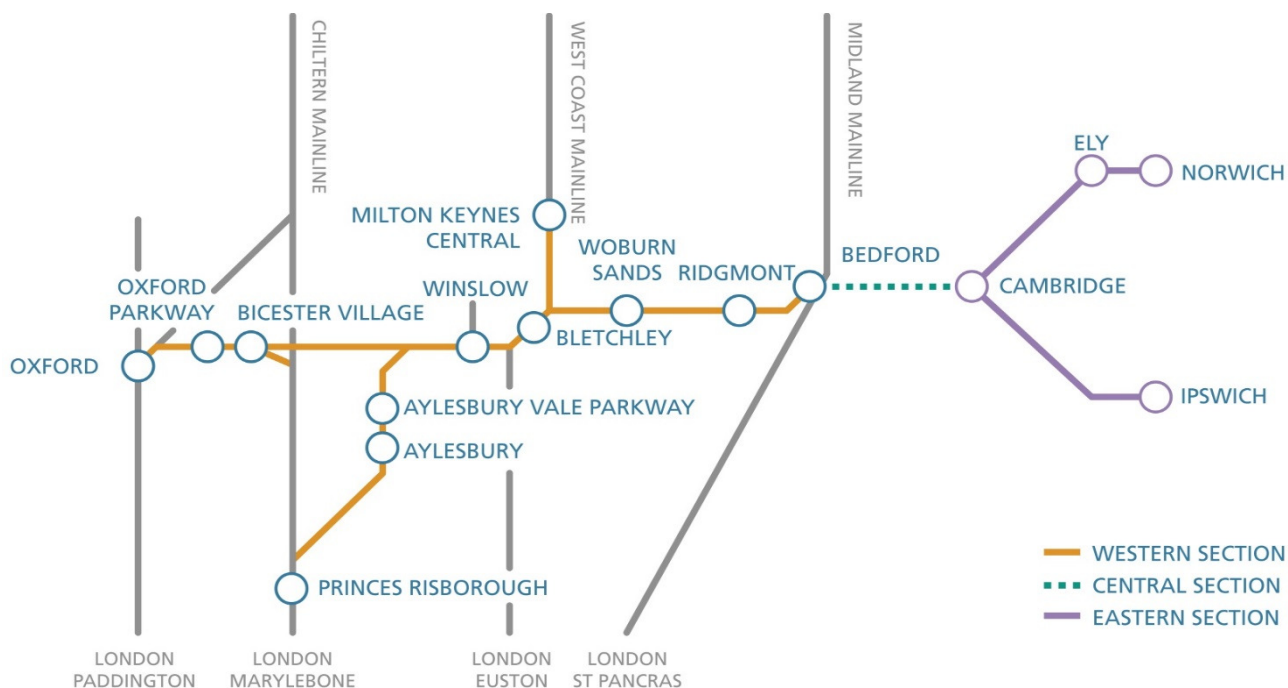 CHILTERN MAINLINE
WEST COAST MAINLINE
MIDLAND MAINLINE
ELY
NORWICH
MILTON KEYNES
CENTRAL
WOBURN
SANDS
RIDGMONT
BEDFORD
CAMBRIDGE
OXFORD
PARKWAY
BICESTER VILLAGE
WINSLOW
BLETCHLEY
OXFORD
AYLESBURY VALE PARKWAY
AYLESBURY
IPSWICH
PRINCES RISBOROUGH
WESTERN SECTION
CENTRAL SECTION
EASTERN SECTION
LONDON
PADDINGTON
LONDON
MARYLEBONE
LONDON
EUSTON
LONDON
ST PANCRAS